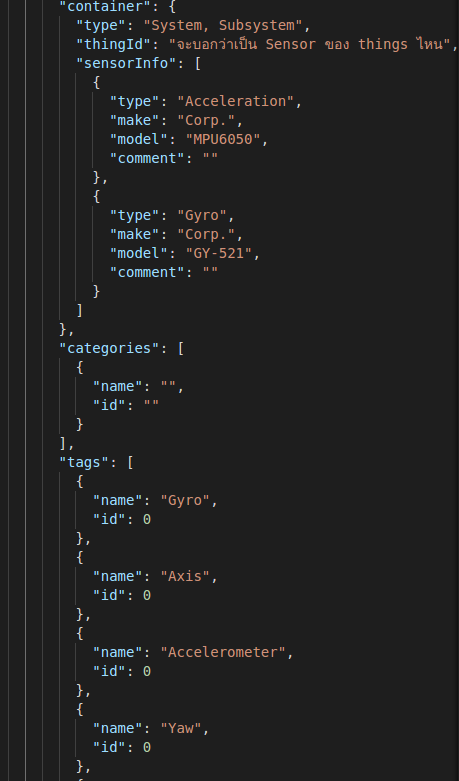 "container": {
"type": "System, Subsystem",
"thingId": "จะบอกว่าเป็น Sensor ของ things ไหน",
"sensorInfo": [
{
"type": "Acceleration",
"make": "Corp.",
"model": "MPU6050",
"comment": ""
},
{
"type": "Gyro",
"make": "Corp.",
"model": "GY-521",
"comment": ""
}
]
},
"categories": [
{
"name": "",
"id": ""
}
],
"tags": [
{
"name": "Gyro",
"id": 0
},
{
"name": "Axis",
"id": 0
},
{
"name": "Accelerometer",
"id": 0
},
{
"name": "Yaw",
"id": 0
},